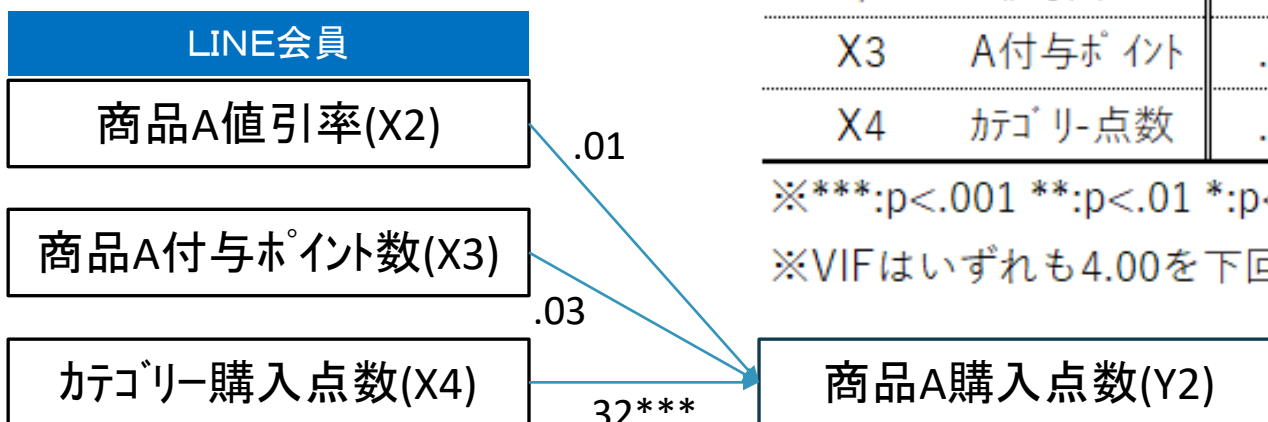 LINE会員
商品A値引率(X2)
.01
商品A付与ポイント数(X3)
.03
カテゴリー購入点数(X4)
32***
商品A購入点数(Y2)
X3 A付与ポイント .
X4 カテゴリ-点数 .
※***:p<.001 **:p<.01 *:p<
※VIFはいずれも4.00を下回